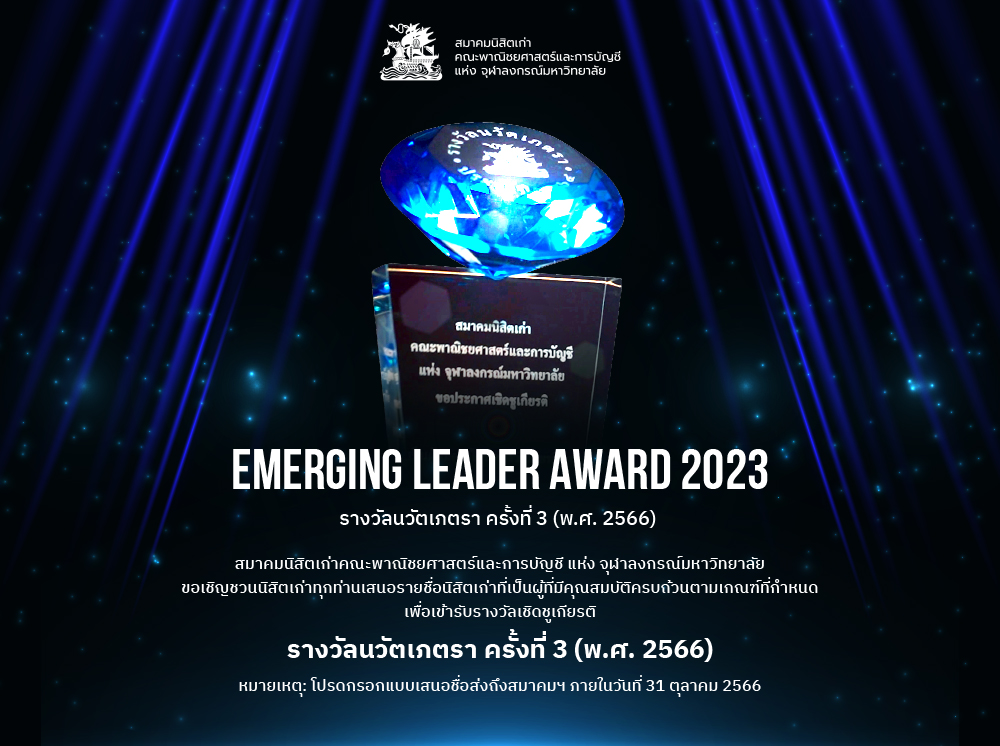 สมาคมนิสิตเก่า
คณะพาณิชยศาสตร์และการบัญชี
แห่ง จุฬาลงกรณ์มหาวิทยาลัย
รางวัลนวัตเภตรา
สมาคมนิสิตเก่า
คณะพาณิชยศาสตร์และการบัญชี
แห่ง จุฬาลงกรณ์มหาวิทยาลัย
ขอประกาศเชิดชูเกียรติ
EMERGING LEADER AWARD 2023
รางวัลนวัตเภตรา ครั้งที่ 3 (พ.ศ. 2566)
สมาคมนิสิตเก่าคณะพาณิชยศาสตร์และการบัญชี แห่ง จุฬาลงกรณ์มหาวิทยาลัย
ขอเชิญชวนนิสิตเก่าทุกท่านเสนอรายชื่อนิสิตเก่าที่เป็นผู้ที่มีคุณสมบัติครบถ้วนตามเกณฑ์ที่กำหนด
เพื่อเข้ารับรางวัลเชิดชูเกียรติ
รางวัลนวัตเภตรา ครั้งที่ 3 (พ.ศ. 2566)
หมายเหตุ: โปรดกรอกแบบเสนอชื่อส่งถึงสมาคมฯ ภายในวันที่ 31 ตุลาคม 2566